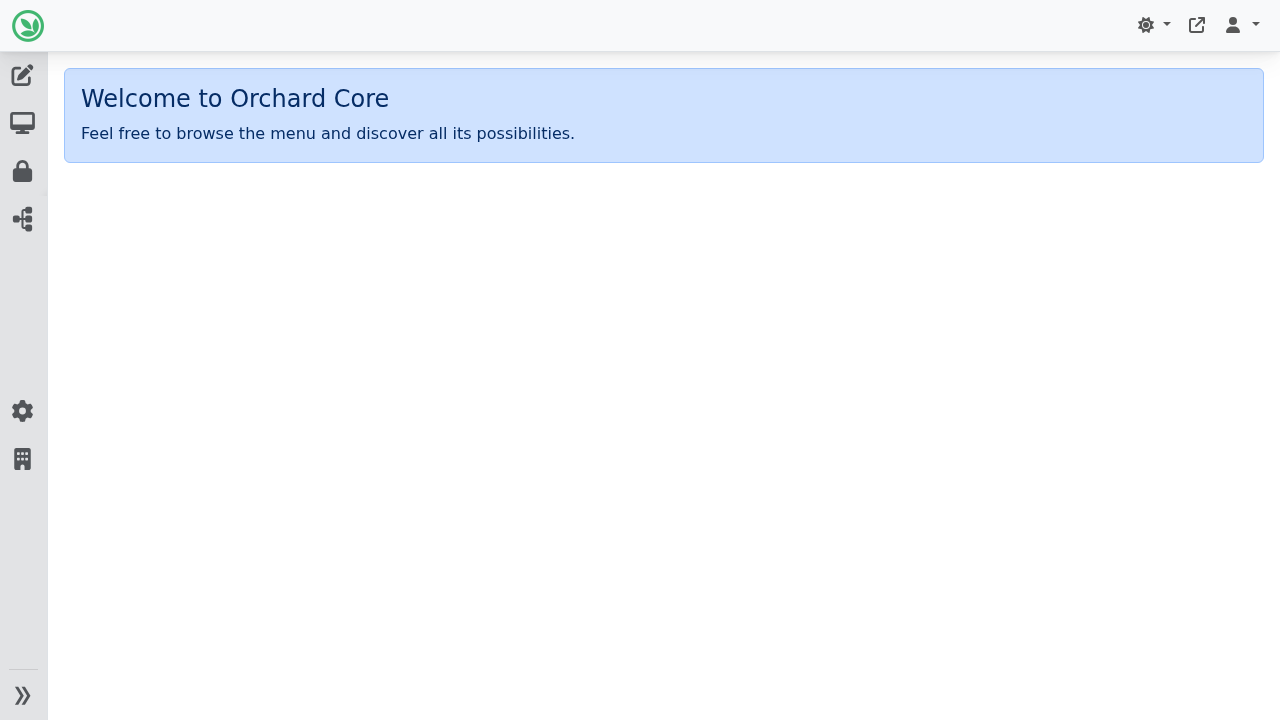 Welcome to Orchard Core
Feel free to browse the menu and discover all its possibilities.